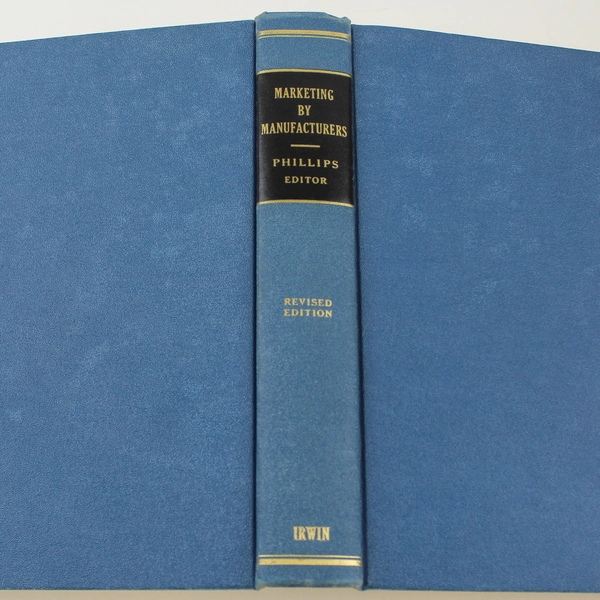 MARKETING
BY
MANUFACTURERS
PHILLIPS
EDITOR
REVISED
EDITION
IRWIN